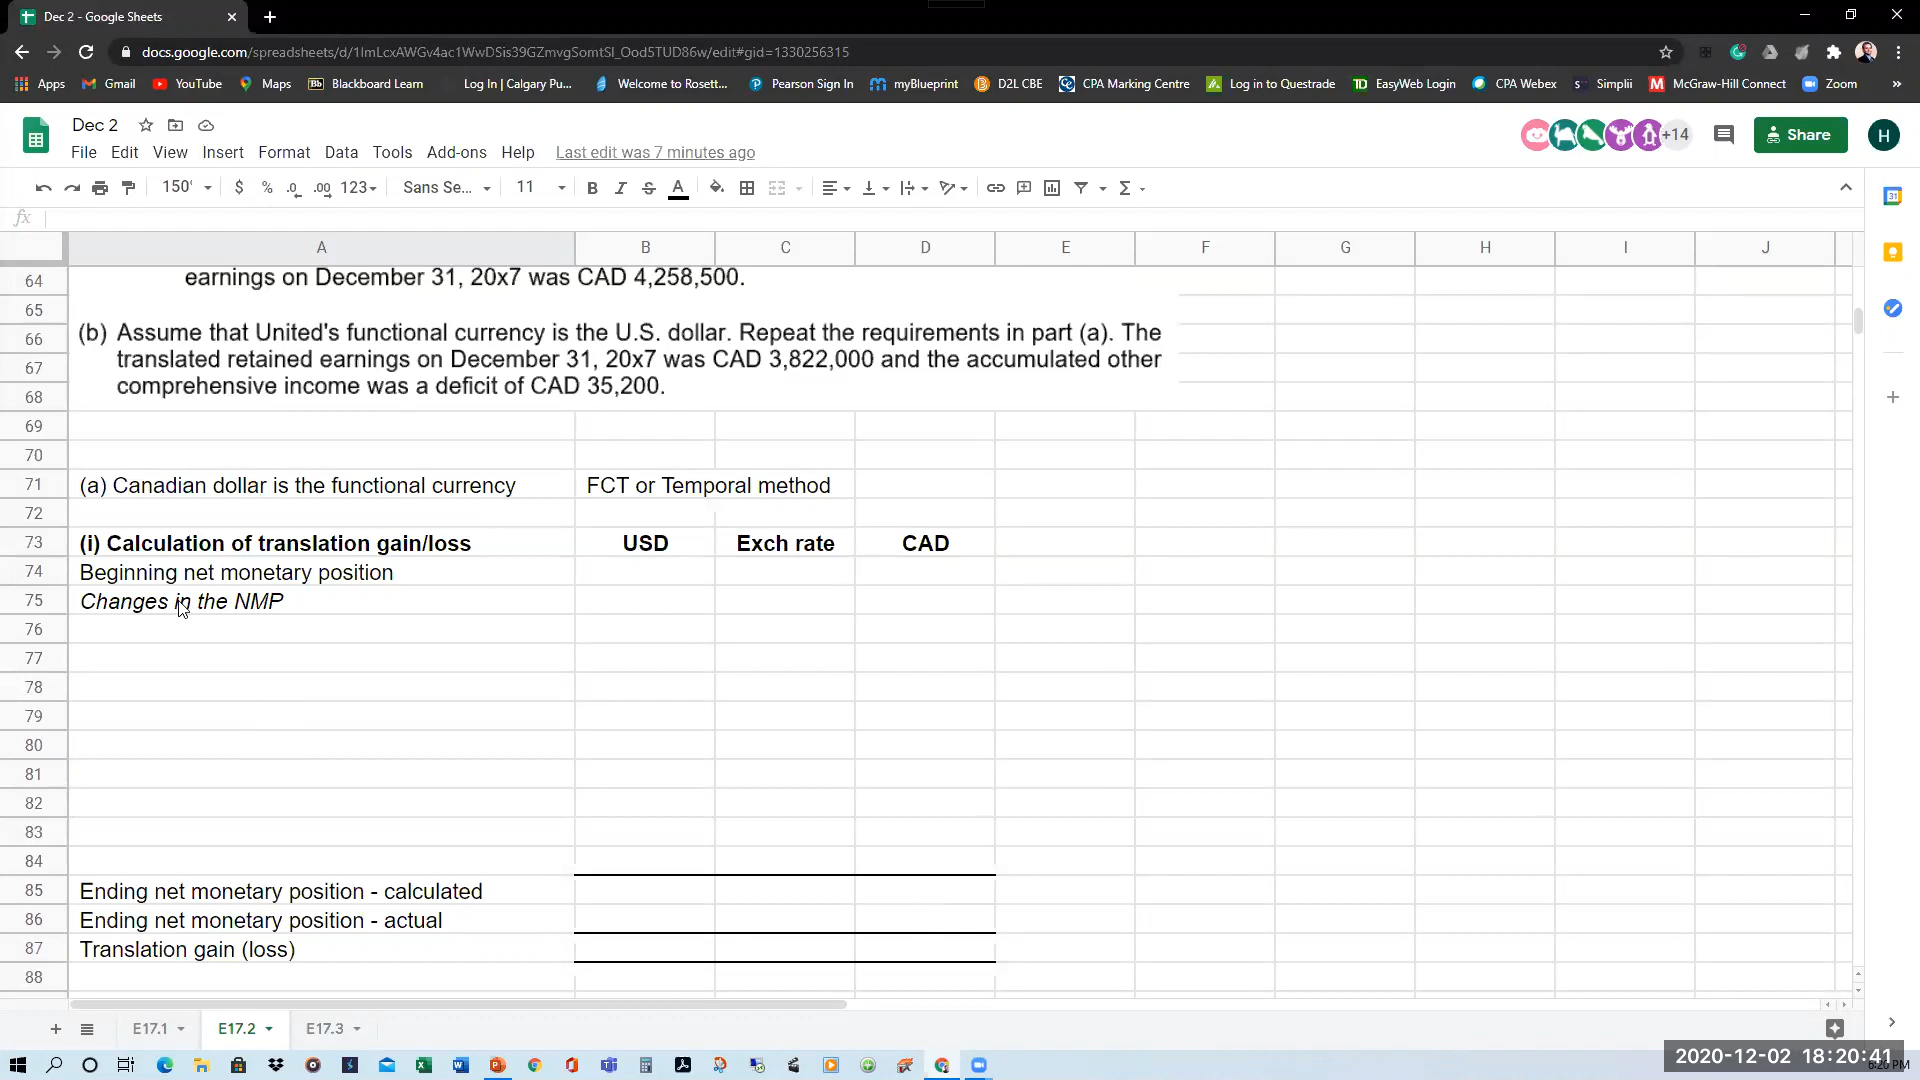 Dec 2 - Google Sheets
docs.google.com/spreadsheets/d/1lmLcxAWGv4ac1WwDSis39GZmvgSomtSl_Ood5TUD86w/edit#gid=1330256315
Apps Gmail YouTube Maps Bb Blackboard Learn Log In | Calgary Pu... Welcome to Rosett... Pearson Sign In myBlueprint D2L CBE CPA Marking Centre Log in to Questrade TD EasyWeb Login CPA Webex Simplii McGraw-Hill Connect Zoom »
Dec 2
+14 Share H
File Edit View Insert Format Data Tools Add-ons Help Last edit was 7 minutes ago
150' $ % .0 .00 123 Sans Se... 11 B I S A Σ
fx
A B C D E F G H I J
64 earnings on December 31, 20x7 was CAD 4,258,500.
65
66 (b) Assume that United's functional currency is the U.S. dollar. Repeat the requirements in part (a). The
67 translated retained earnings on December 31, 20x7 was CAD 3,822,000 and the accumulated other
68 comprehensive income was a deficit of CAD 35,200.
69
70
71 (a) Canadian dollar is the functional currency FCT or Temporal method
72
73 (i) Calculation of translation gain/loss USD Exch rate CAD
74 Beginning net monetary position
75 Changes in the NMP
76
77
78
79
80
81
82
83
84
85 Ending net monetary position - calculated
86 Ending net monetary position - actual
87 Translation gain (loss)
88
+ E17.1 E17.2 E17.3
2020-12-02 18:20:41